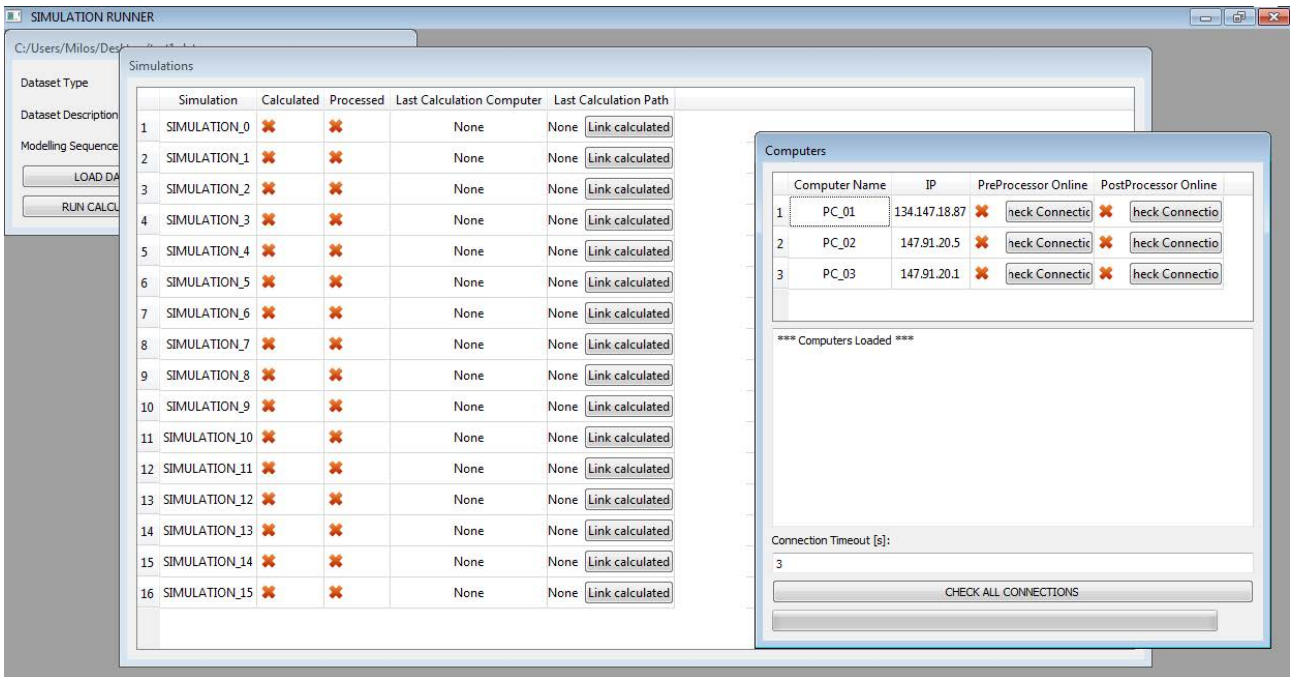 SIMULATION RUNNER
C:/Users/Milos/Des
Dataset Type
Dataset Description
Modelling Sequence
LOAD DA
RUN CALCU
Simulations
Simulation Calculated Processed Last Calculation Computer Last Calculation Path
1 SIMULATION_0 None None Link calculated
2 SIMULATION_1 None None Link calculated
3 SIMULATION_2 None None Link calculated
4 SIMULATION_3 None None Link calculated
5 SIMULATION_4 None None Link calculated
6 SIMULATION_5 None None Link calculated
7 SIMULATION_6 None None Link calculated
8 SIMULATION_7 None None Link calculated
9 SIMULATION_8 None None Link calculated
10 SIMULATION_9 None None Link calculated
11 SIMULATION_10 None None Link calculated
12 SIMULATION_11 None None Link calculated
13 SIMULATION_12 None None Link calculated
14 SIMULATION_13 None None Link calculated
15 SIMULATION_14 None None Link calculated
16 SIMULATION_15 None None Link calculated
Computers
Computer Name IP PreProcessor Online PostProcessor Online
1 PC_01 134.147.18.87 heck Connectic heck Connectio
2 PC_02 147.91.20.5 heck Connectic heck Connectio
3 PC_03 147.91.20.1 heck Connectic heck Connectio
*** Computers Loaded ***
Connection Timeout [s]:
3
CHECK ALL CONNECTIONS